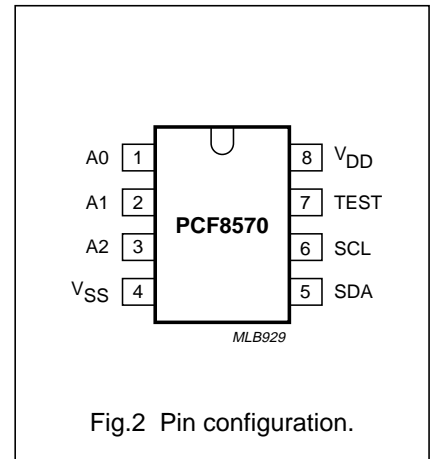 A0 1 8 VDD
A1 2 7 TEST
PCF8570
A2 3 6 SCL
VSS 4 5 SDA
MLB929
Fig.2 Pin configuration.